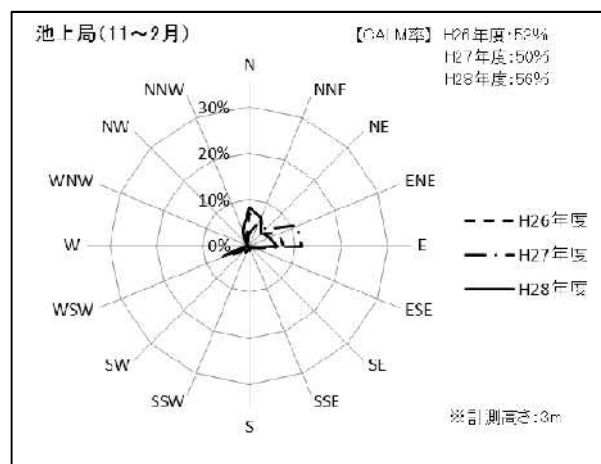 池上局(11～2月)
【CALM率】 H26年度:53%
H27年度:50%
H28年度:56%
N
NNE
NE
ENE
E
ESE
SE
SSE
S
SSW
SW
WSW
W
WNW
NW
NNW
30%
20%
10%
0%
H26年度
H27年度
H28年度
※計測高さ:3m